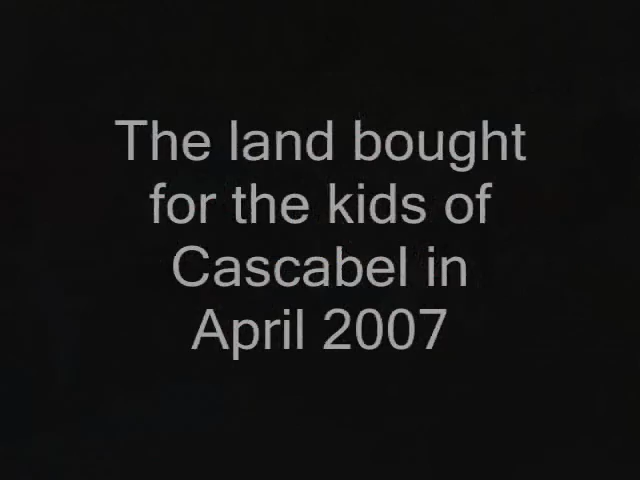 The land bought
for the kids of
Cascabel in
April 2007